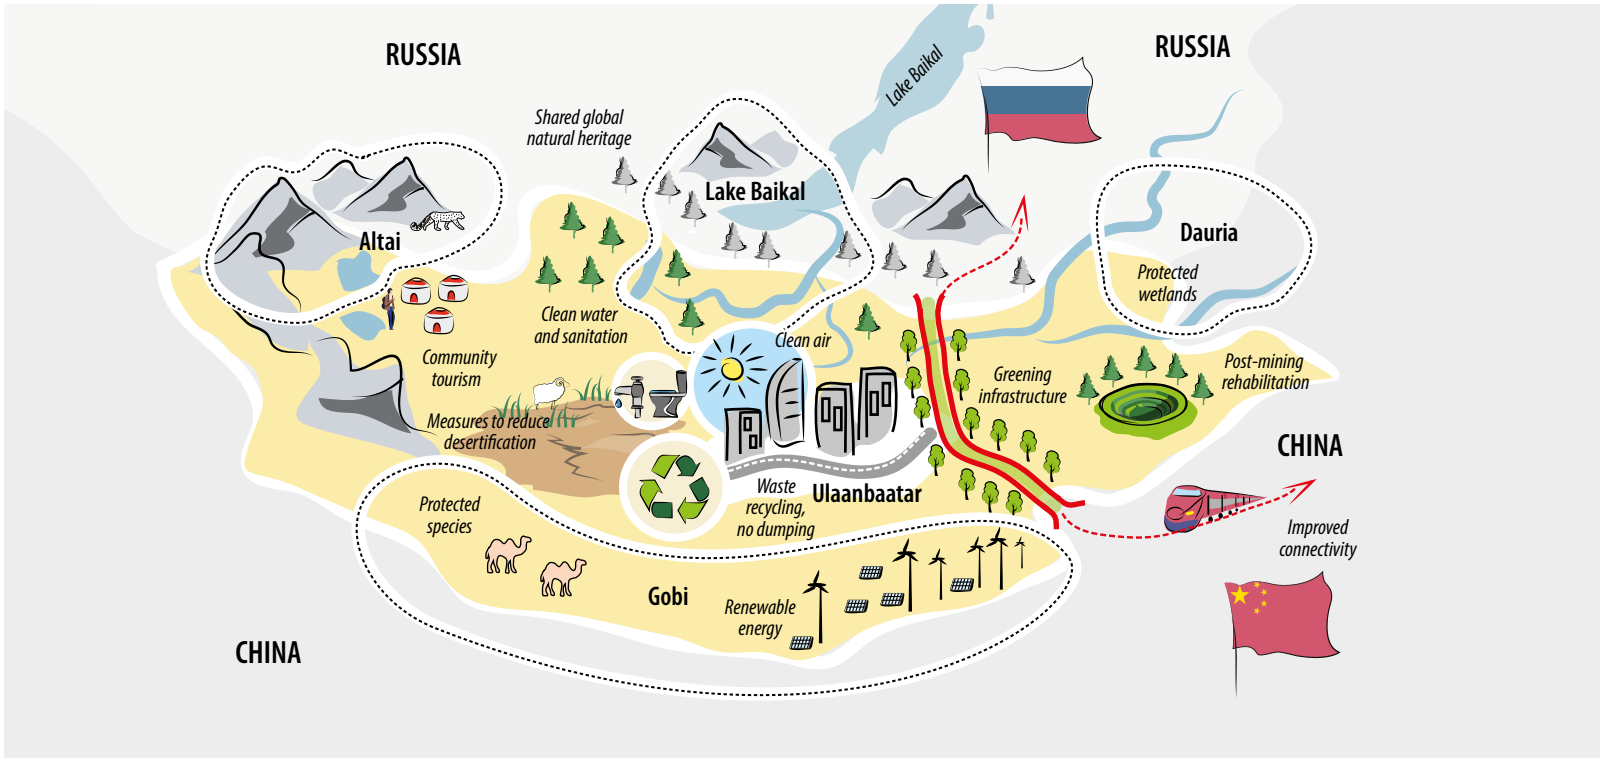 RUSSIA
RUSSIA
Lake Baikal
Shared global
natural heritage
Lake Baikal
Altai
Dauria
Protected
wetlands
Clean water
and sanitation
Clean air
Community
tourism
Greening
infrastructure
Post-mining
rehabilitation
Measures to reduce
desertification
CHINA
Waste
recycling,
no dumping
Ulaanbaatar
Protected
species
Improved
connectivity
Gobi
Renewable
energy
CHINA